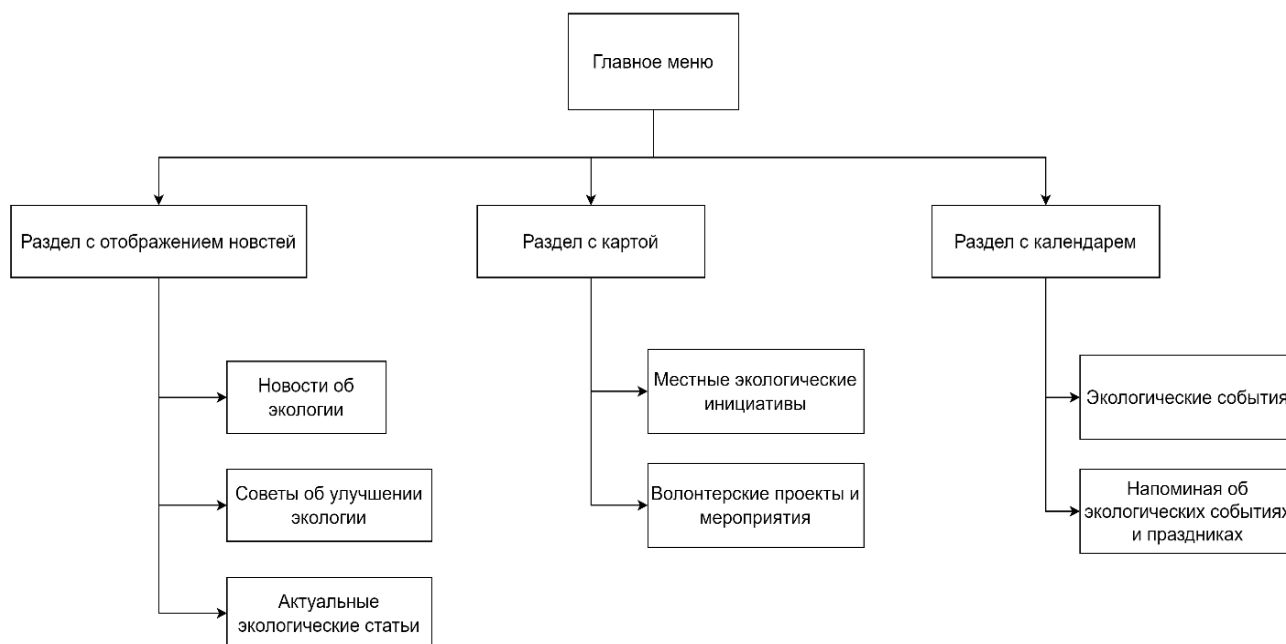 Главное меню
Раздел с отображением новстей
Раздел с картой
Раздел с календарем
Новости об
экологии
Советы об улучшении
экологии
Актуальные
экологические статьи
Местные экологические
инициативы
Волонтерские проекты и
мероприятия
Экологические события
Напоминая об
экологических событиях
и праздниках